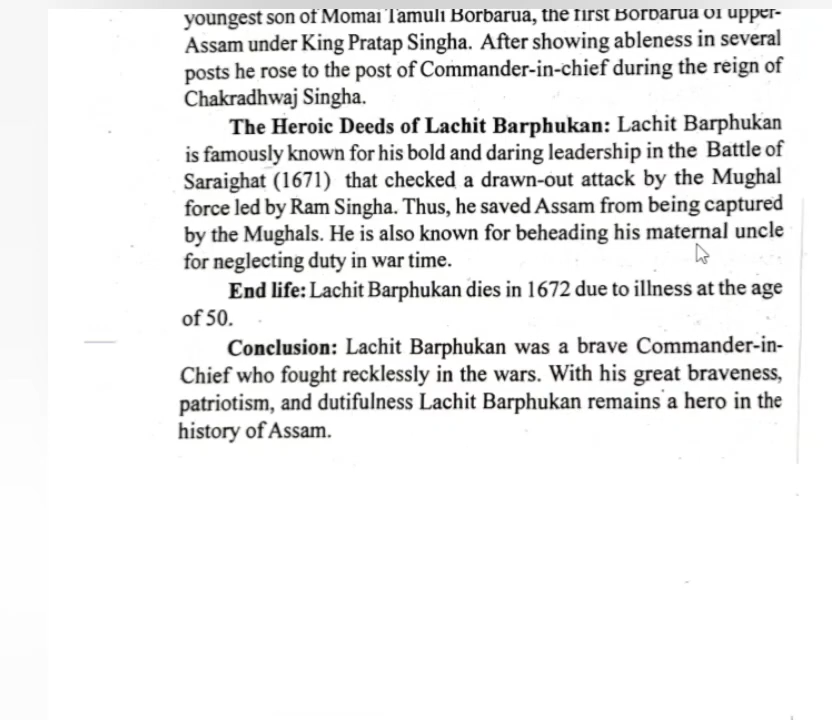 youngest son of Momai Tamuli Borbarua, the first Borbarua of upper-
Assam under King Pratap Singha. After showing ableness in several
posts he rose to the post of Commander-in-chief during the reign of
Chakradhwaj Singha.
The Heroic Deeds of Lachit Barphukan: Lachit Barphukan
is famously known for his bold and daring leadership in the Battle of
Saraighat (1671) that checked a drawn-out attack by the Mughal
force led by Ram Singha. Thus, he saved Assam from being captured
by the Mughals. He is also known for beheading his maternal uncle
for neglecting duty in war time.
End life: Lachit Barphukan dies in 1672 due to illness at the age
of 50.
Conclusion: Lachit Barphukan was a brave Commander-in-
Chief who fought recklessly in the wars. With his great braveness,
patriotism, and dutifulness Lachit Barphukan remains a hero in the
history of Assam.